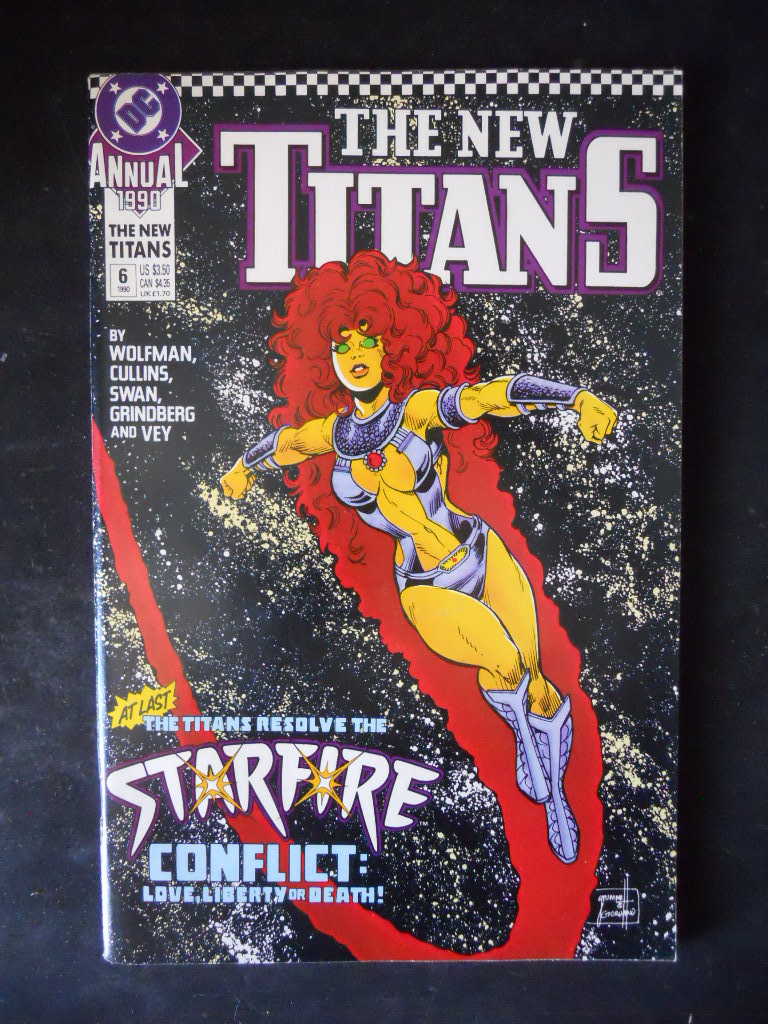 DC
ANNUAL
1990
THE NEW
TITANS
6
1990
US $3.50
CAN $4.35
UK £1.70
THE NEW
TITANS
BY
WOLFMAN,
CULLINS,
SWAN,
GRINDBERG
AND VEY
AT LAST
THE TITANS RESOLVE THE
STARFIRE
CONFLICT:
LOVE, LIBERTY OR DEATH!